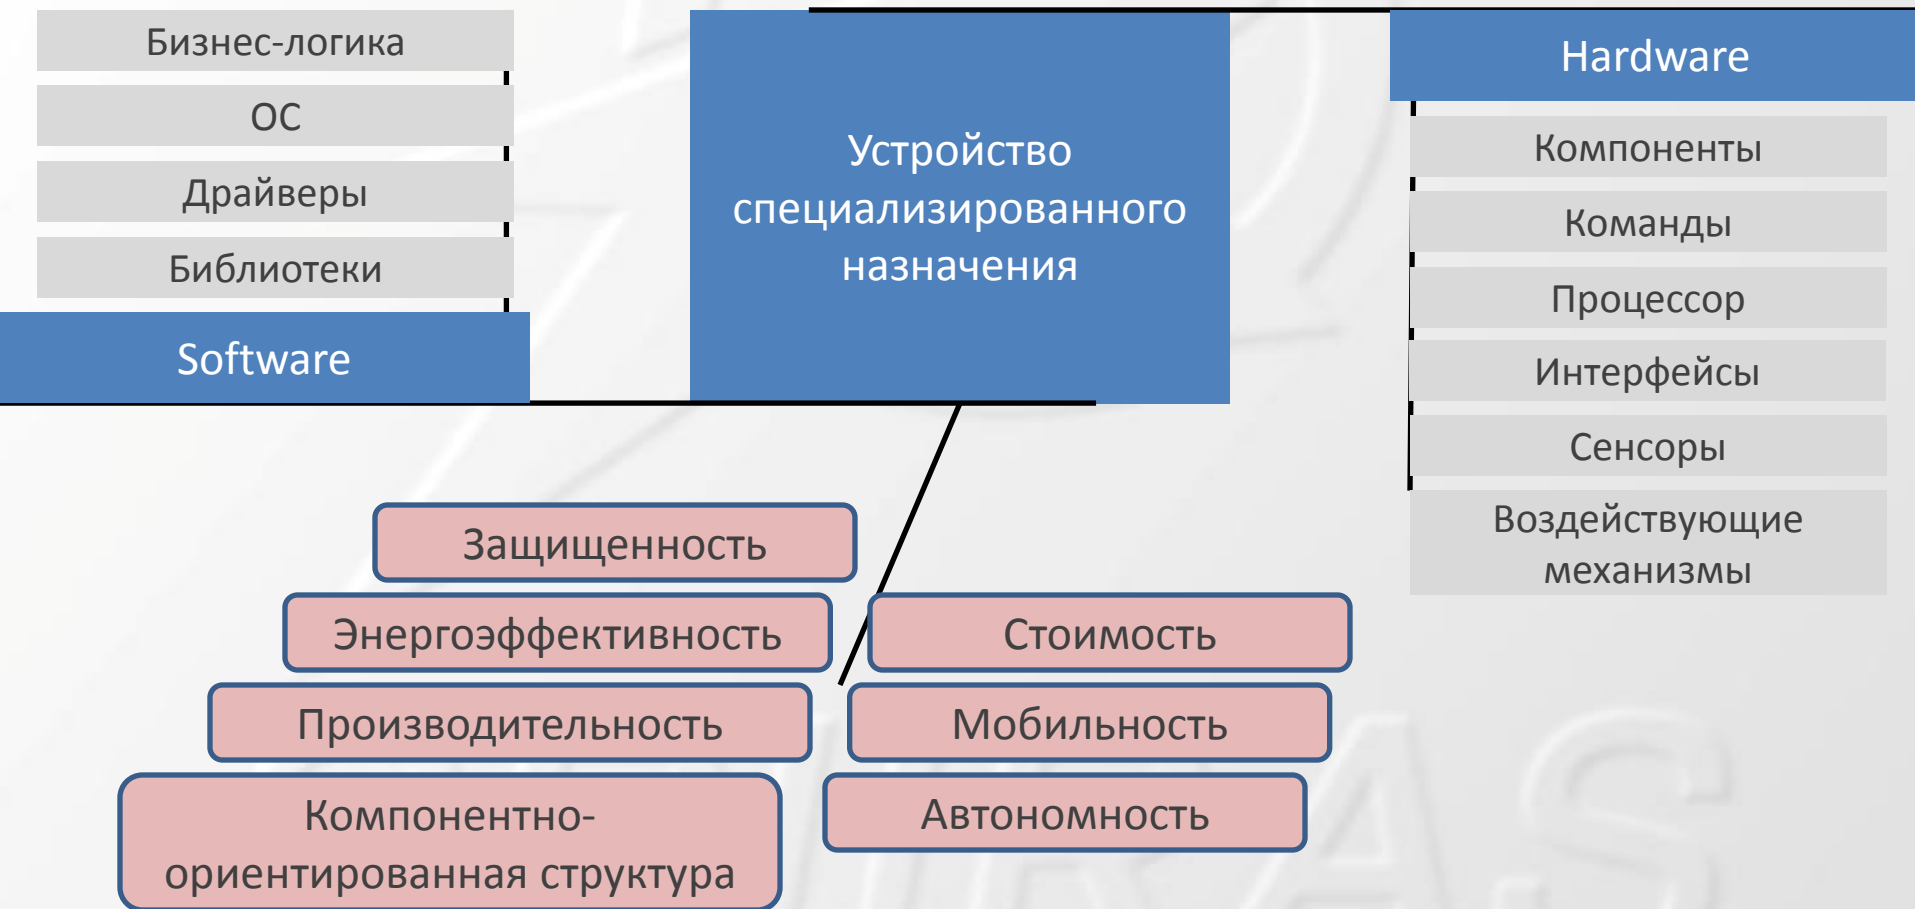 Бизнес-логика
ОС
Драйверы
Библиотеки
Software
Устройство
специализированного
назначения
Hardware
Компоненты
Команды
Процессор
Интерфейсы
Сенсоры
Воздействующие
механизмы
Защищенность
Энергоэффективность
Стоимость
Производительность
Мобильность
Компонентно-
ориентированная структура
Автономность